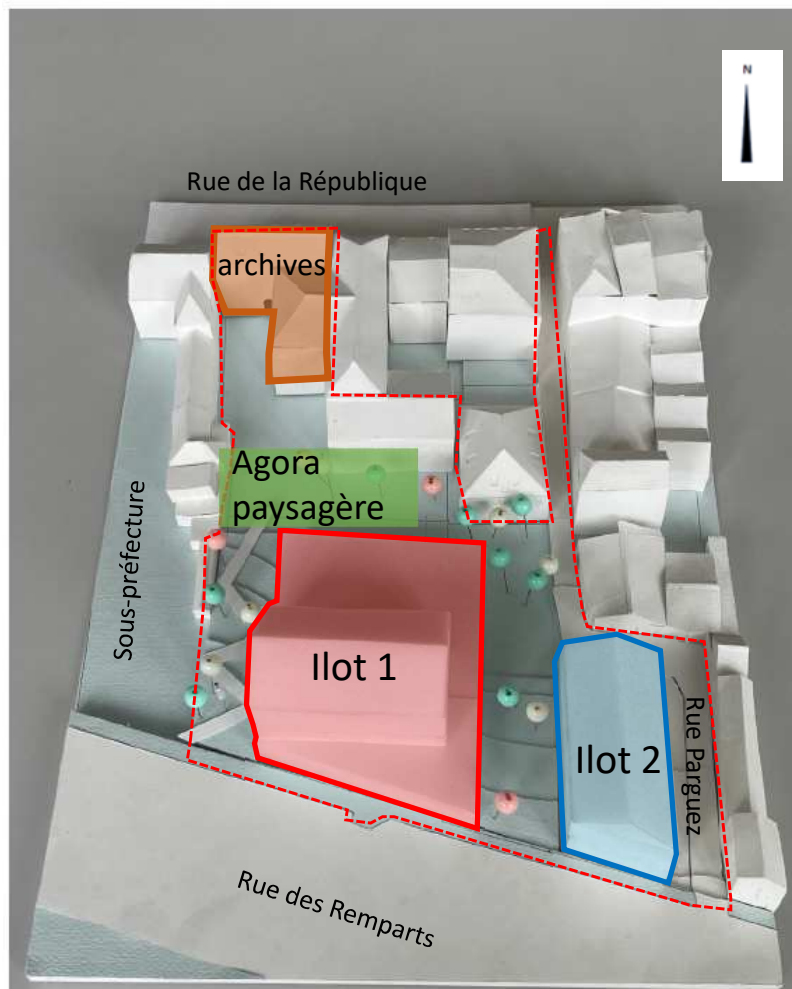 N
Rue de la République
archives
Agora
paysagère
Sous-préfecture
Ilot 1
Ilot 2
Rue Parguez
Rue des Remparts